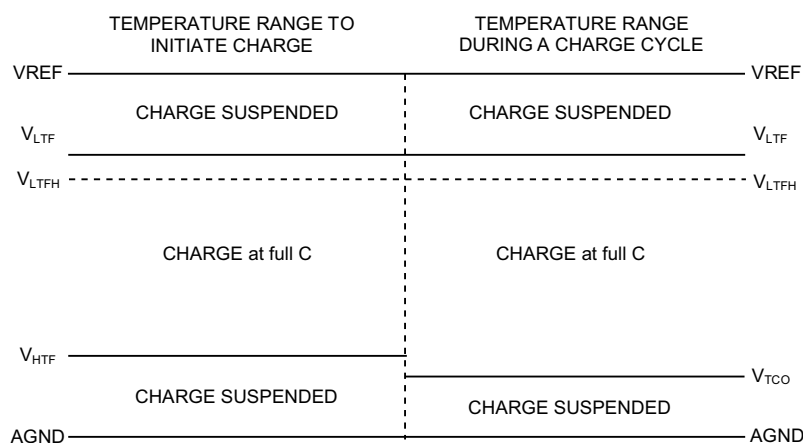 TEMPERATURE RANGE TO
INITIATE CHARGE
TEMPERATURE RANGE
DURING A CHARGE CYCLE
VREF
VREF
CHARGE SUSPENDED
CHARGE SUSPENDED
VLTF
VLTF
VLTFH
VLTFH
CHARGE at full C
CHARGE at full C
VHTF
VTCO
CHARGE SUSPENDED
CHARGE SUSPENDED
AGND
AGND